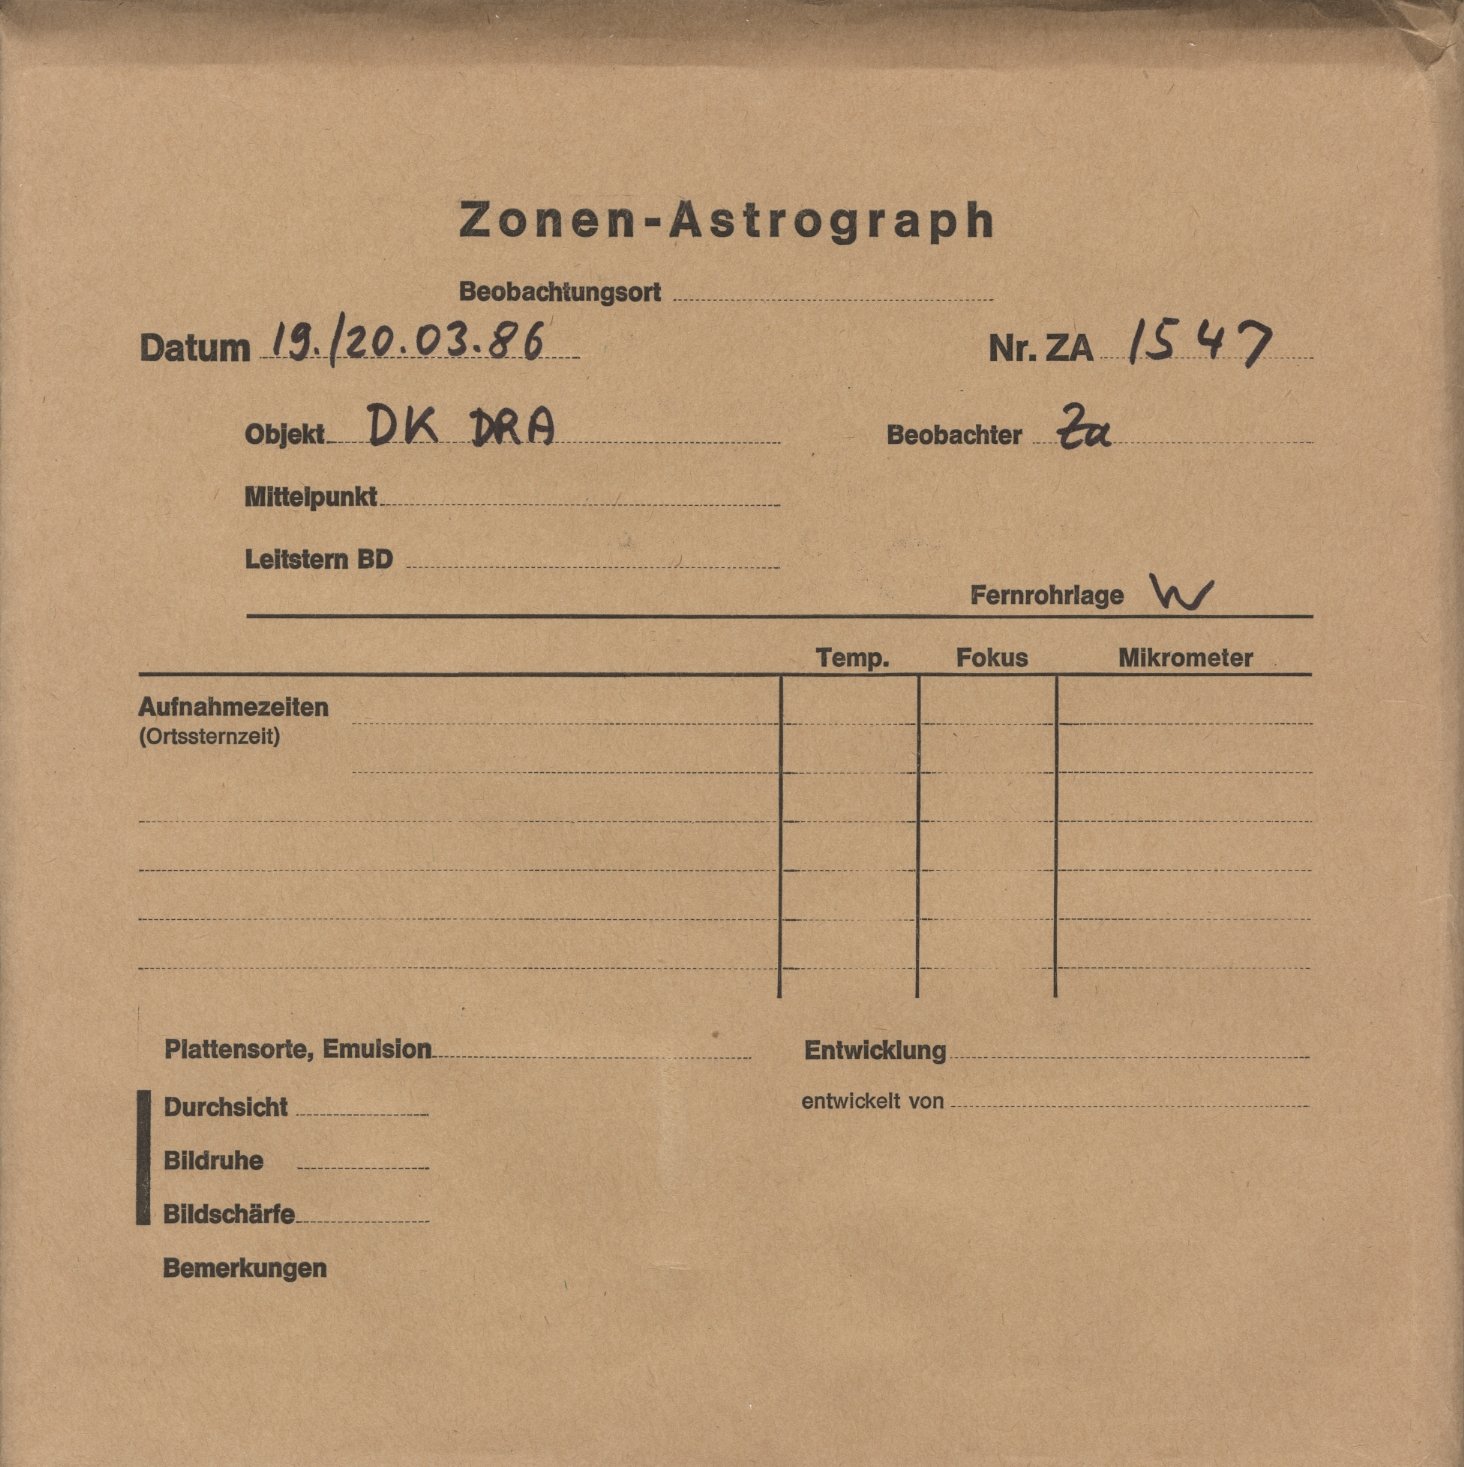 Zonen-Astrograph
Beobachtungsort
Datum 19./20.03.86 Nr. ZA 1547
Objekt DK DRA Beobachter Za
Mittelpunkt
Leitstern BD
Fernrohrlage W
Temp. Fokus Mikrometer
Aufnahmezeiten
(Ortssternzeit)
Plattensorte, Emulsion Entwicklung
Durchsicht entwickelt von
Bildruhe
Bildschärfe
Bemerkungen